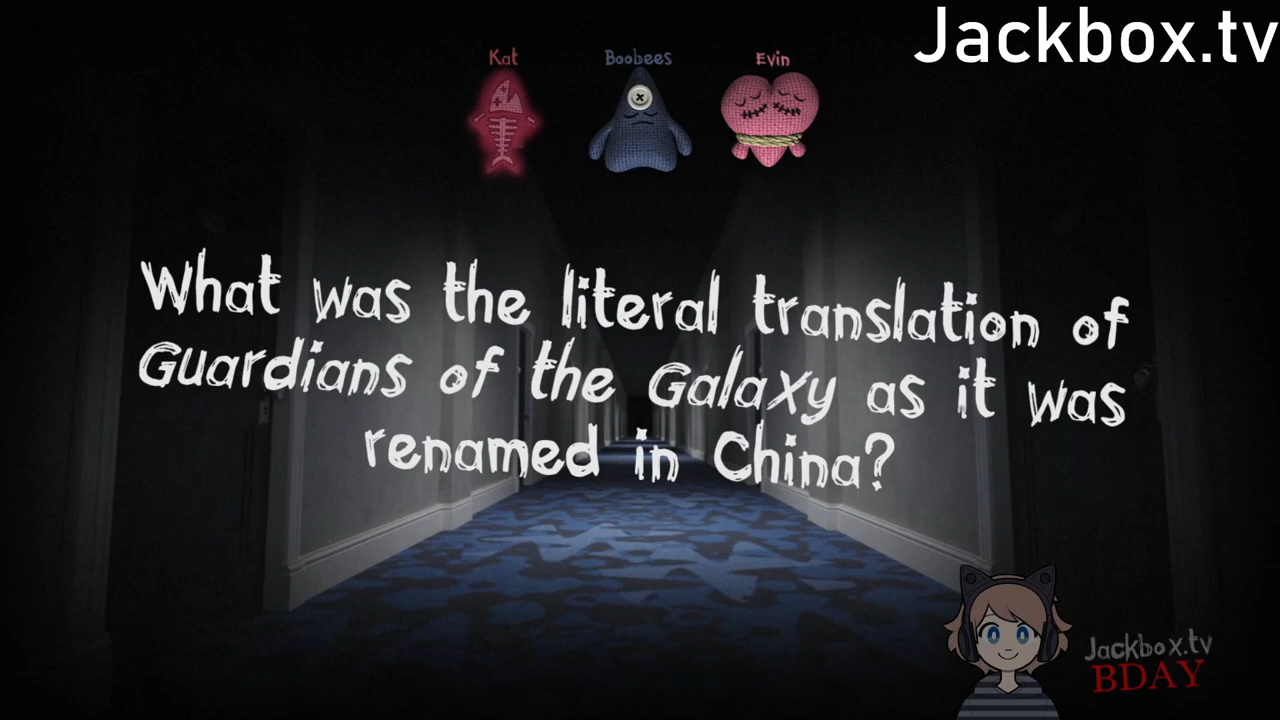 Jackbox.tv
Kat
Boobees
Evin
What was the literal translation of
Guardians of the Galaxy as it was
renamed in China?
Jackbox.tv
BDAY